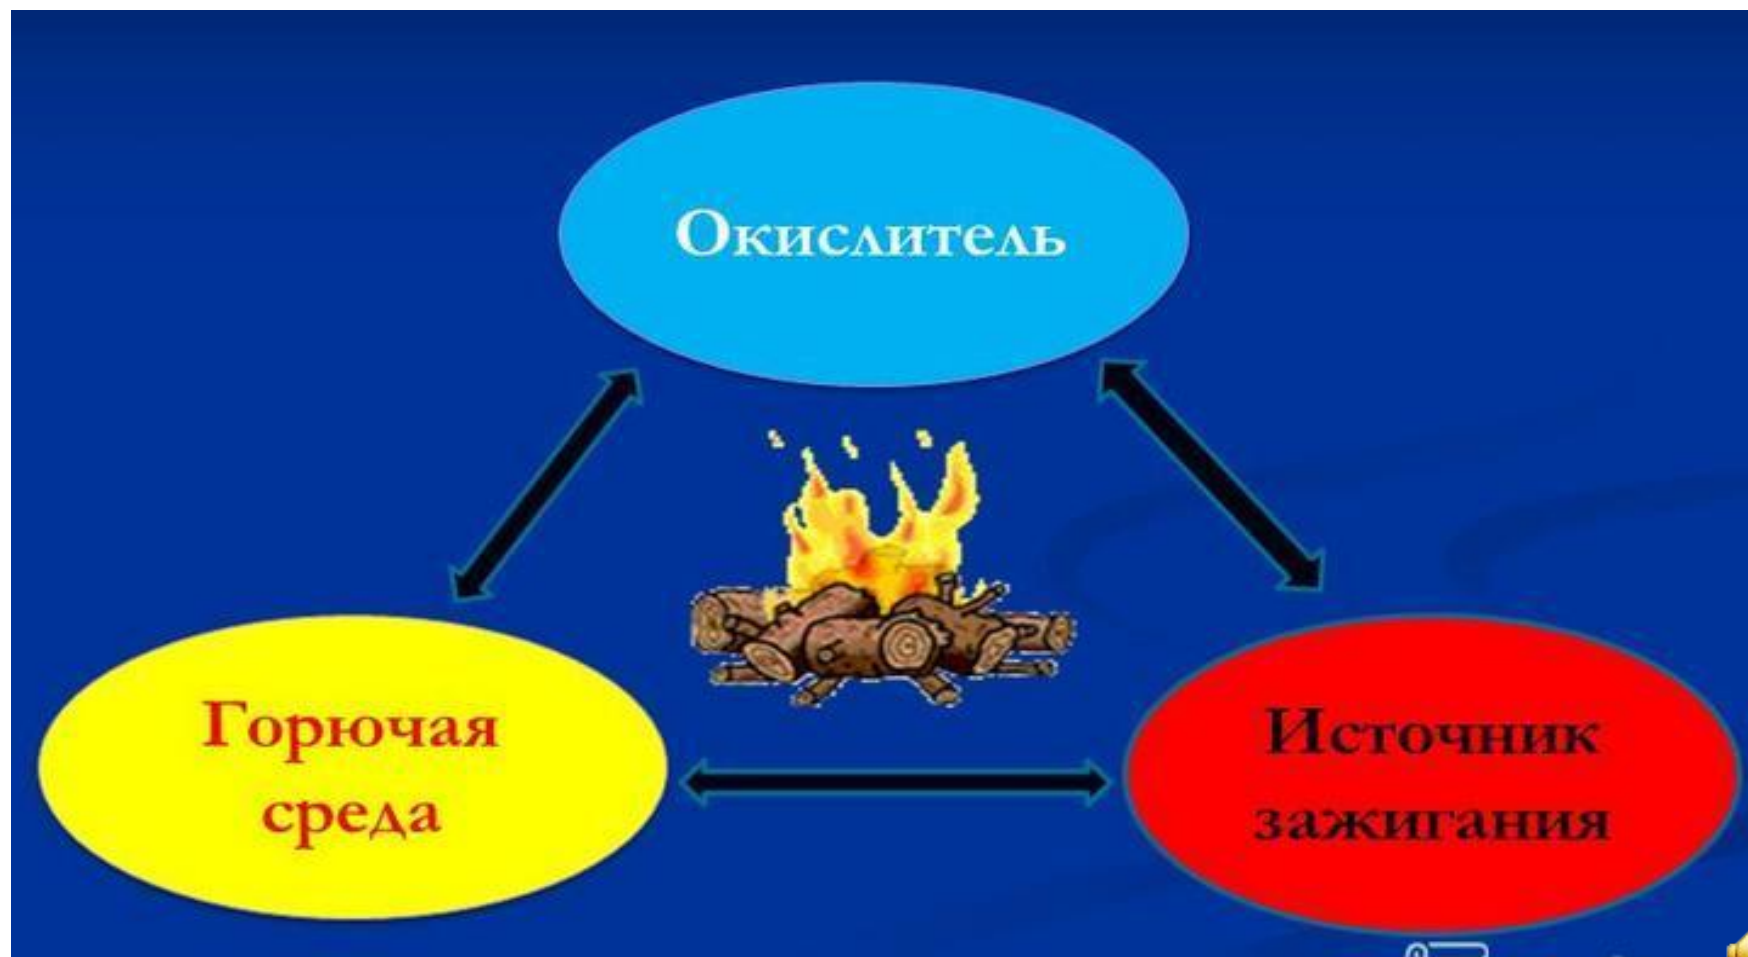 Окислитель
Горючая
среда
Источник
зажигания